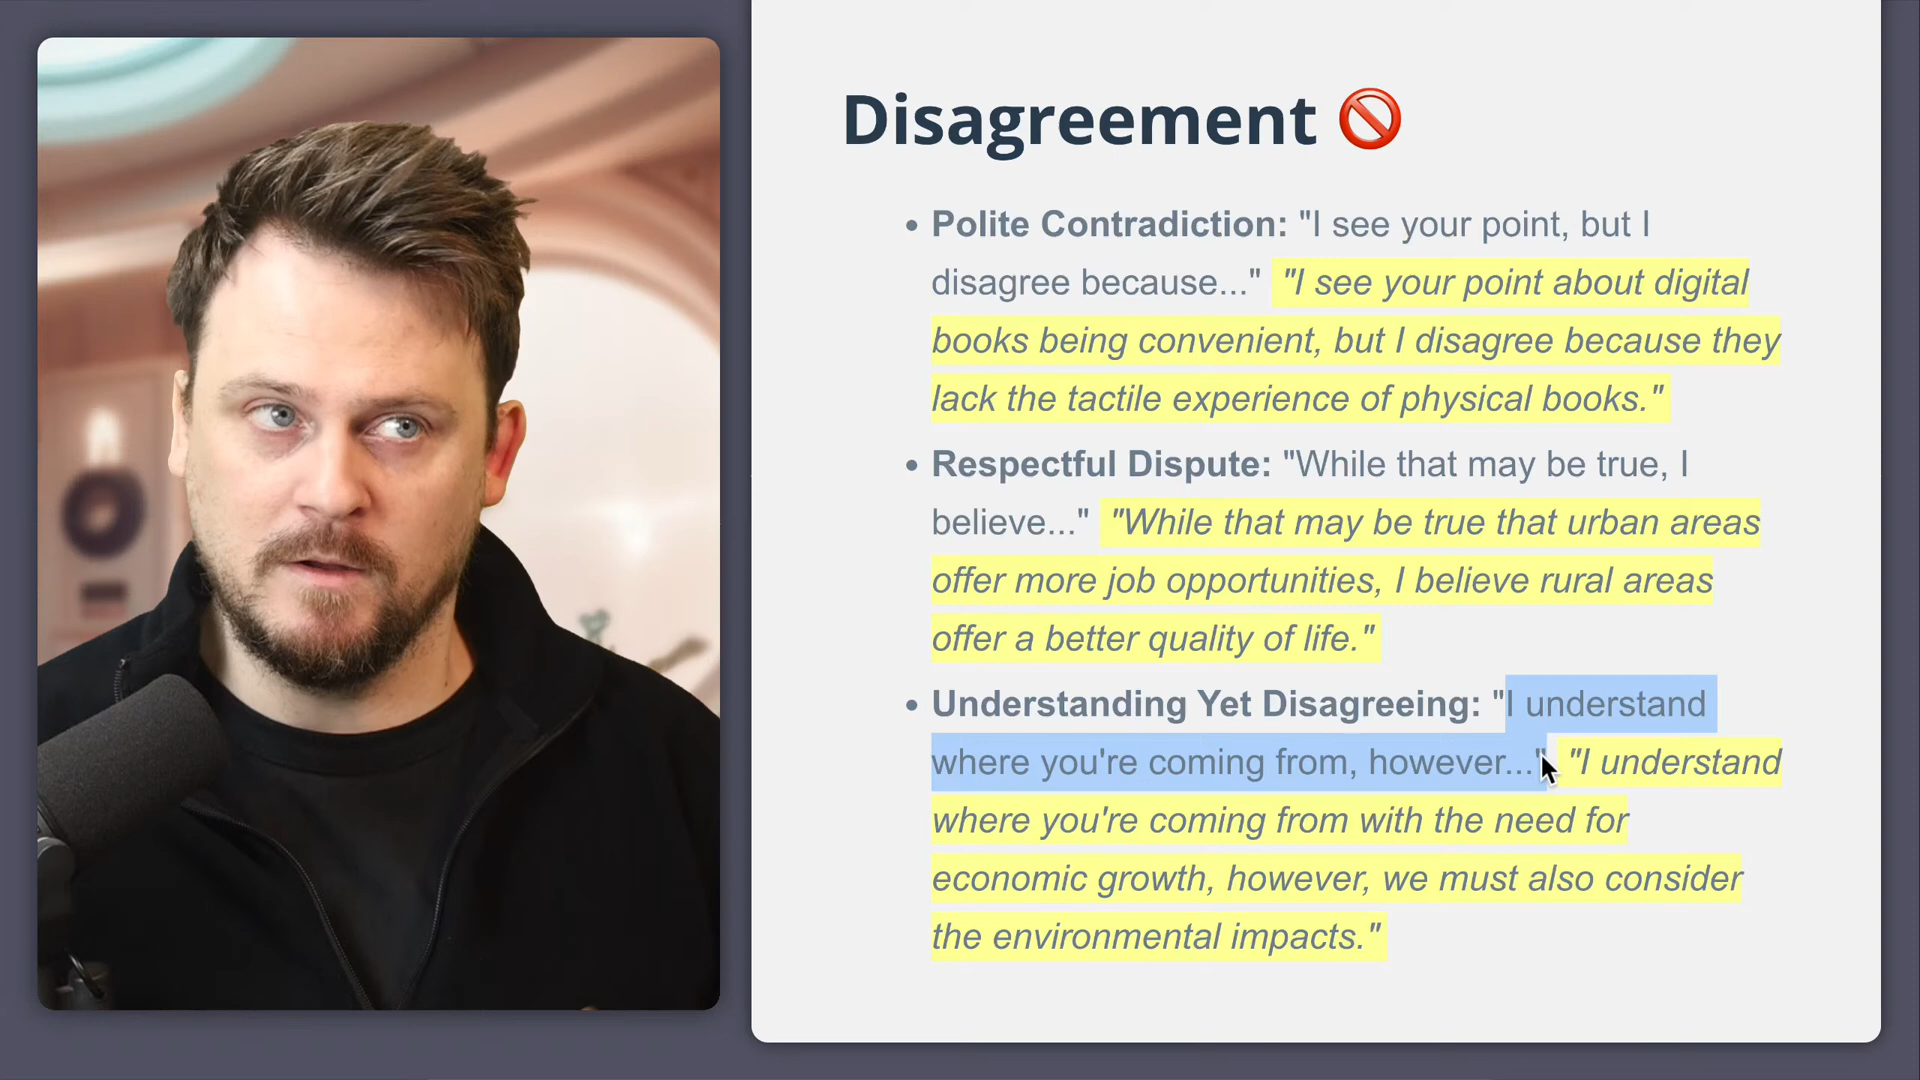 Disagreement 🚫
• Polite Contradiction: "I see your point, but I
disagree because..." "I see your point about digital
books being convenient, but I disagree because they
lack the tactile experience of physical books."
• Respectful Dispute: "While that may be true, I
believe..." "While that may be true that urban areas
offer more job opportunities, I believe rural areas
offer a better quality of life."
• Understanding Yet Disagreeing: "I understand
where you're coming from, however..." "I understand
where you're coming from with the need for
economic growth, however, we must also consider
the environmental impacts."